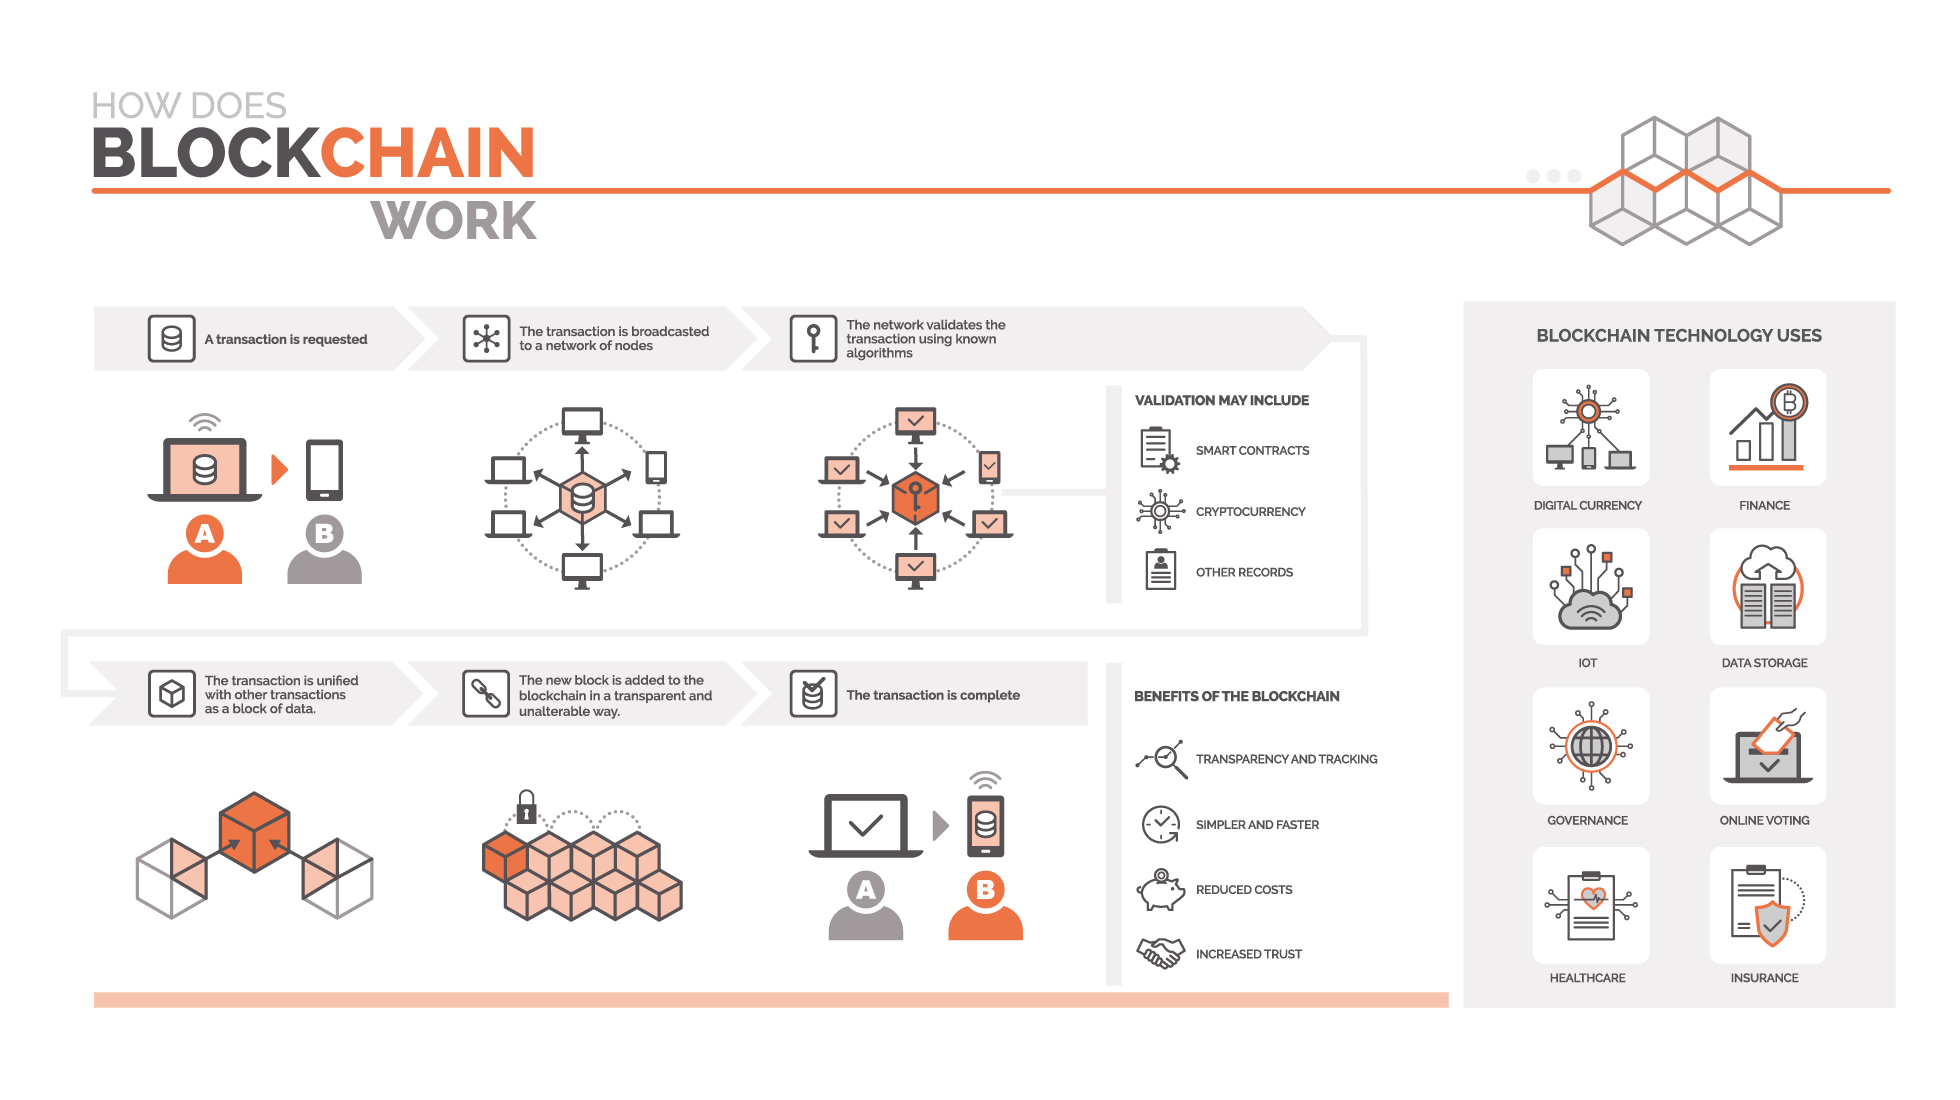 HOW DOES
BLOCKCHAIN
WORK
A transaction is requested
The transaction is broadcasted
to a network of nodes
The network validates the
transaction using known
algorithms
A
B
VALIDATION MAY INCLUDE
SMART CONTRACTS
CRYPTOCURRENCY
OTHER RECORDS
The transaction is unified
with other transactions
as a block of data.
The new block is added to the
blockchain in a transparent and
unalterable way.
The transaction is complete
A
B
BENEFITS OF THE BLOCKCHAIN
TRANSPARENCY AND TRACKING
SIMPLER AND FASTER
REDUCED COSTS
INCREASED TRUST
BLOCKCHAIN TECHNOLOGY USES
B
DIGITAL CURRENCY
FINANCE
IOT
DATA STORAGE
GOVERNANCE
ONLINE VOTING
HEALTHCARE
INSURANCE